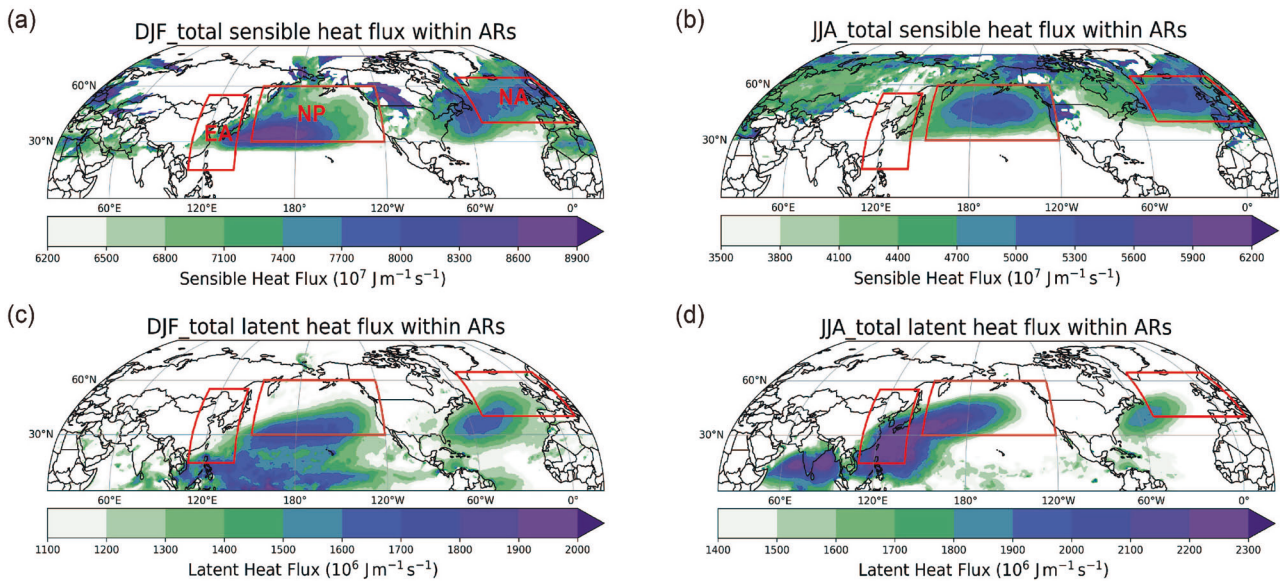 (a)
DJF_total sensible heat flux within ARs
60°N
30°N
EA
NP
NA
60°E 120°E 180° 120°W 60°W 0°
6200 6500 6800 7100 7400 7700 8000 8300 8600 8900
Sensible Heat Flux (10⁷ J m⁻¹ s⁻¹)
(b)
JJA_total sensible heat flux within ARs
60°N
30°N
60°E 120°E 180° 120°W 60°W 0°
3500 3800 4100 4400 4700 5000 5300 5600 5900 6200
Sensible Heat Flux (10⁷ J m⁻¹ s⁻¹)
(c)
DJF_total latent heat flux within ARs
60°N
30°N
60°E 120°E 180° 120°W 60°W 0°
1100 1200 1300 1400 1500 1600 1700 1800 1900 2000
Latent Heat Flux (10⁶ J m⁻¹ s⁻¹)
(d)
JJA_total latent heat flux within ARs
60°N
30°N
60°E 120°E 180° 120°W 60°W 0°
1400 1500 1600 1700 1800 1900 2000 2100 2200 2300
Latent Heat Flux (10⁶ J m⁻¹ s⁻¹)